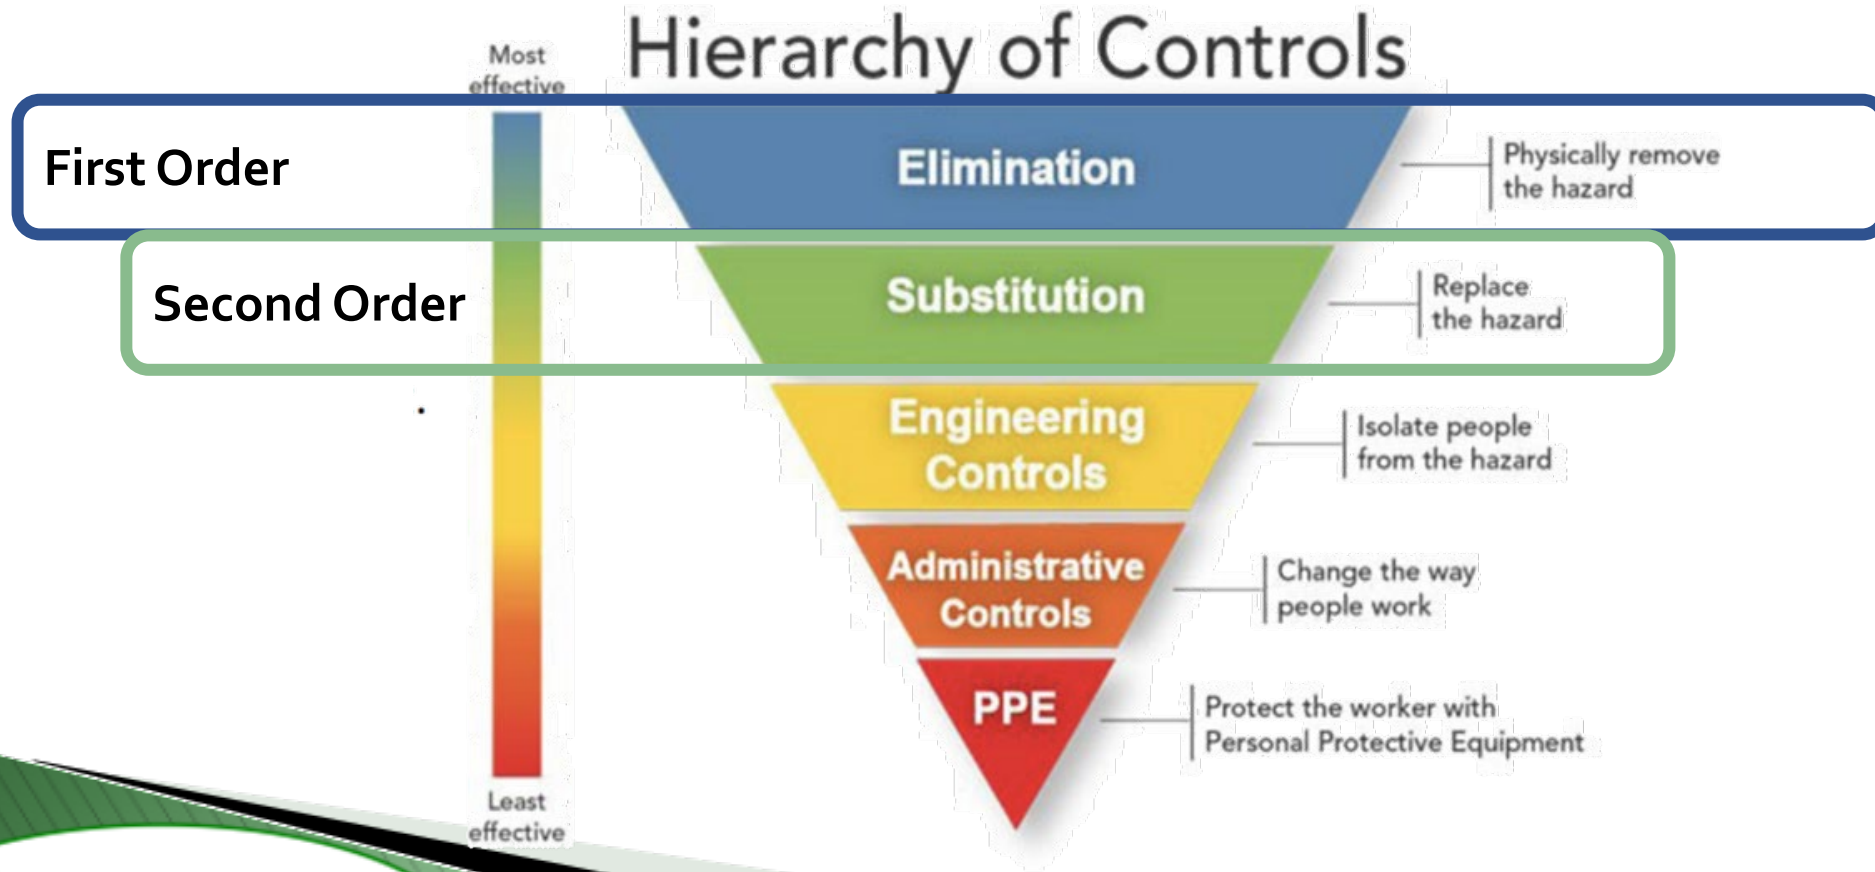 Hierarchy of Controls
Most
effective
First Order
Elimination
Physically remove
the hazard
Second Order
Substitution
Replace
the hazard
Engineering
Controls
Isolate people
from the hazard
Administrative
Controls
Change the way
people work
PPE
Protect the worker with
Personal Protective Equipment
Least
effective